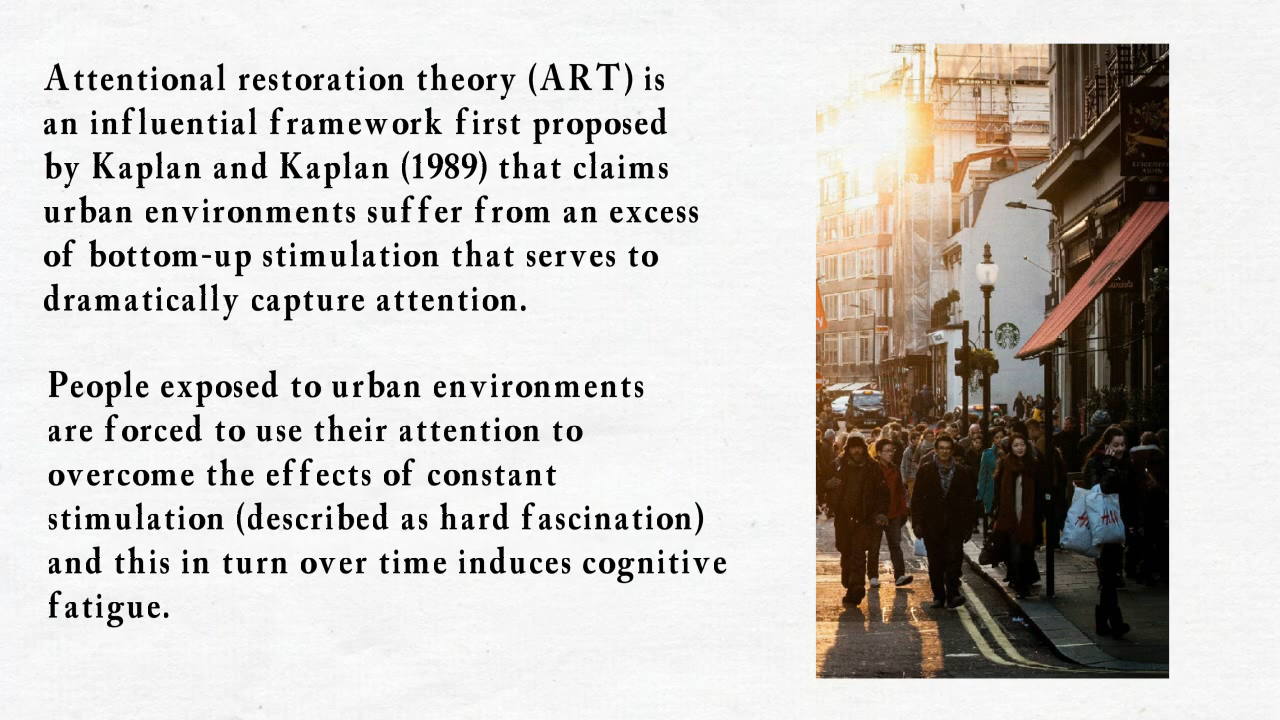 Attentional restoration theory (ART) is
an influential framework first proposed
by Kaplan and Kaplan (1989) that claims
urban environments suffer from an excess
of bottom-up stimulation that serves to
dramatically capture attention.
People exposed to urban environments
are forced to use their attention to
overcome the effects of constant
stimulation (described as hard fascination)
and this in turn over time induces cognitive
fatigue.
H&M